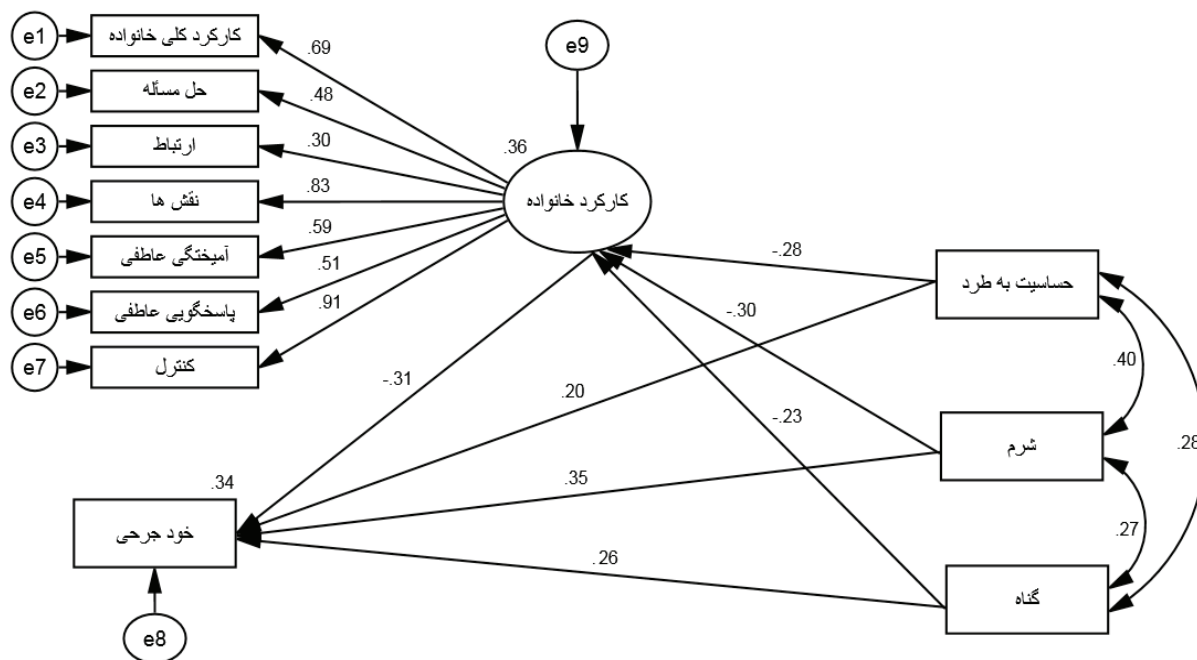 e1
کارکرد کلی خانواده
.69
e9
e2
حل مسأله
.48
e3
ارتباط
.30
.36
e4
نقش ها
.83
کارکرد خانواده
e5
آمیختگی عاطفی
.59
-.28
حساسیت به طرد
e6
پاسخگویی عاطفی
.51
-.30
e7
کنترل
.91
.40
-.31
.20
-.23
شرم
.28
.34
.35
خود جرحی
.27
.26
گناه
e8